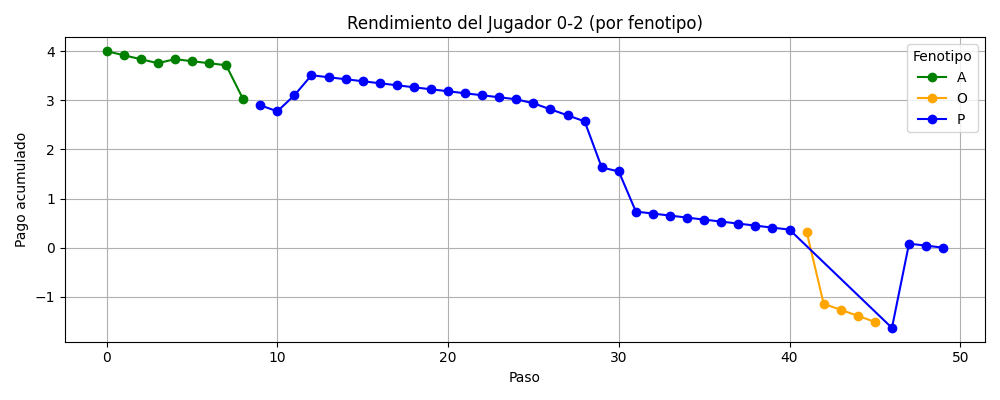 Rendimiento del Jugador 0-2 (por fenotipo)
Pago acumulado
4
3
2
1
0
−1
Fenotipo
A
O
P
0 10 20 30 40 50
Paso